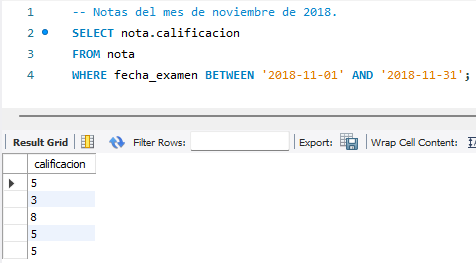 1 -- Notas del mes de noviembre de 2018.
2 SELECT nota.calificacion
3 FROM nota
4 WHERE fecha_examen BETWEEN '2018-11-01' AND '2018-11-31';
Result Grid Filter Rows: Export: Wrap Cell Content:
calificacion
5
3
8
5
5